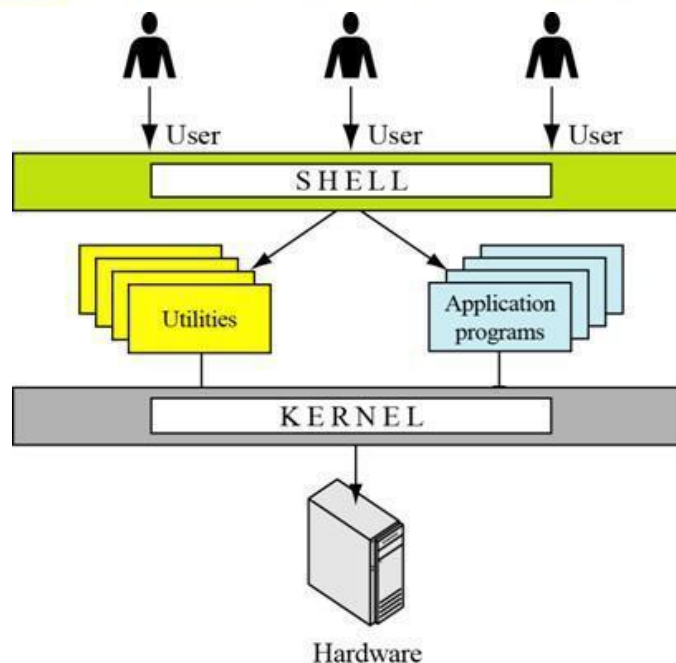 User User User
SHELL
Utilities
Application
programs
KERNEL
Hardware